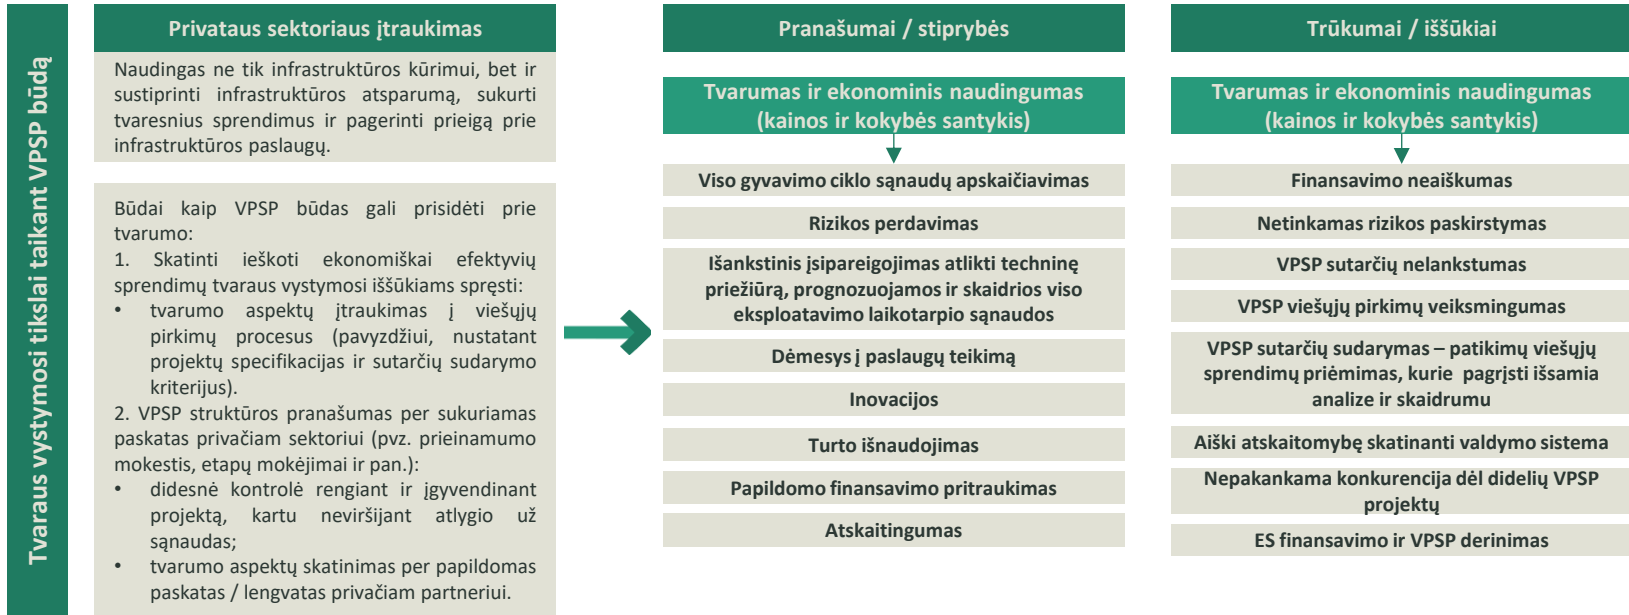 Tvaraus vystymosi tikslai taikant VPSP būdą
Privataus sektoriaus įtraukimas
Naudingas ne tik infrastruktūros kūrimui, bet ir
sustiprinti infrastruktūros atsparumą, sukurti
tvaresnius sprendimus ir pagerinti prieigą prie
infrastruktūros paslaugų.
Būdai kaip VPSP būdas gali prisidėti prie
tvarumo:
1. Skatinti ieškoti ekonomiškai efektyvių
sprendimų tvaraus vystymosi iššūkiams spręsti:
• tvarumo aspektų įtraukimas į viešųjų
pirkimų procesus (pavyzdžiui, nustatant
projektų specifikacijas ir sutarčių sudarymo
kriterijus).
2. VPSP struktūros pranašumas per sukuriamas
paskatas privačiam sektoriui (pvz. prieinamumo
mokestis, etapų mokėjimai ir pan.):
• didesnė kontrolė rengiant ir įgyvendinant
projektą, kartu neviršijant atlygio už
sąnaudas;
• tvarumo aspektų skatinimas per papildomas
paskatas / lengvatas privačiam partneriui.
Pranašumai / stiprybės
Tvarumas ir ekonominis naudingumas
(kainos ir kokybės santykis)
Viso gyvavimo ciklo sąnaudų apskaičiavimas
Rizikos perdavimas
Išankstinis įsipareigojimas atlikti techninę
priežiūrą, prognozuojamos ir skaidrios viso
eksploatavimo laikotarpio sąnaudos
Dėmesys į paslaugų teikimą
Inovacijos
Turto išnaudojimas
Papildomo finansavimo pritraukimas
Atskaitingumas
Trūkumai / iššūkiai
Tvarumas ir ekonominis naudingumas
(kainos ir kokybės santykis)
Finansavimo neaiškumas
Netinkamas rizikos paskirstymas
VPSP sutarčių nelankstumas
VPSP viešųjų pirkimų veiksmingumas
VPSP sutarčių sudarymas – patikimų viešųjų
sprendimų priėmimas, kurie pagrįsti išsamia
analize ir skaidrumu
Aiški atskaitomybę skatinanti valdymo sistema
Nepakankama konkurencija dėl didelių VPSP
projektų
ES finansavimo ir VPSP derinimas